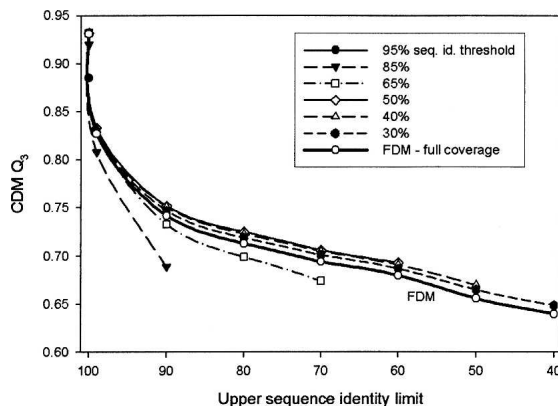 0.95
0.90
0.85
0.80
0.75
0.70
0.65
0.60
CDM Q3
95% seq. id. threshold
85%
65%
50%
40%
30%
FDM - full coverage
FDM
100 90 80 70 60 50 40
Upper sequence identity limit